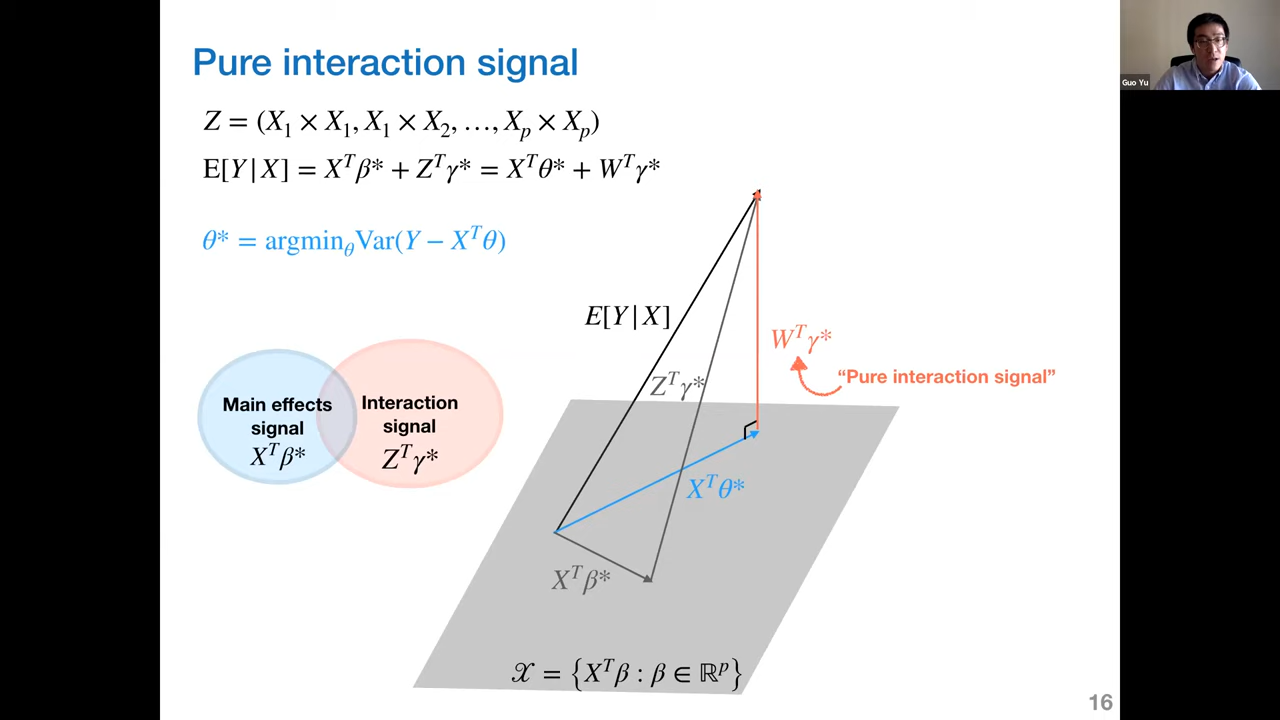 Pure interaction signal
Guo Yu
Z = (X₁ × X₁, X₁ × X₂, …, Xₚ × Xₚ)
E[Y|X] = Xᵀβ* + Zᵀγ* = Xᵀθ* + Wᵀγ*
θ* = argmin_θ Var(Y − Xᵀθ)
E[Y|X]
Wᵀγ*
“Pure interaction signal”
Zᵀγ*
Main effects
signal
Xᵀβ*
Interaction
signal
Zᵀγ*
Xᵀθ*
Xᵀβ*
𝒳 = {Xᵀβ : β ∈ ℝᵖ}
16